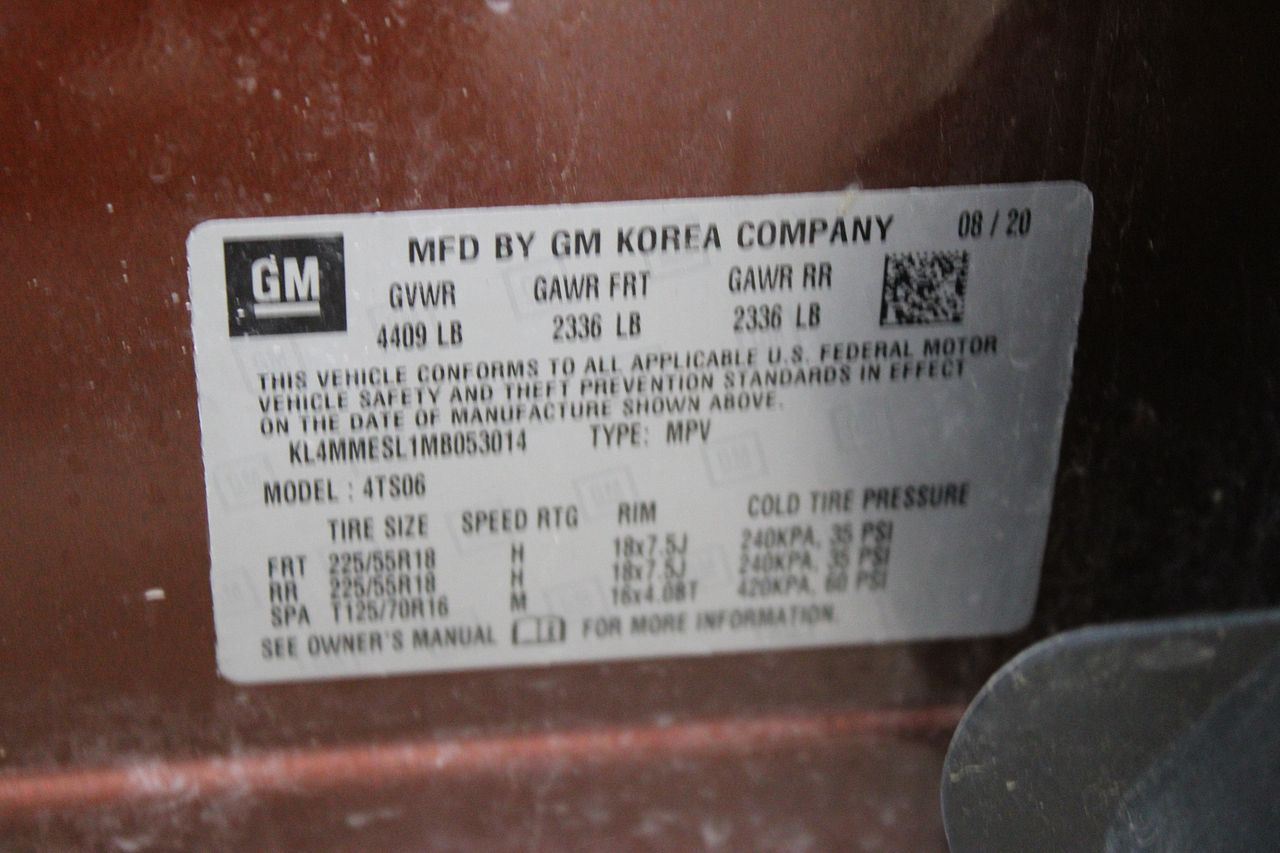 MFD BY GM KOREA COMPANY 08 / 20
GM
GVWR GAWR FRT GAWR RR
4409 LB 2336 LB 2336 LB
THIS VEHICLE CONFORMS TO ALL APPLICABLE U.S. FEDERAL MOTOR
VEHICLE SAFETY AND THEFT PREVENTION STANDARDS IN EFFECT
ON THE DATE OF MANUFACTURE SHOWN ABOVE.
KL4MMESL1MB053014 TYPE: MPV
MODEL : 4TS06
TIRE SIZE SPEED RTG RIM COLD TIRE PRESSURE
FRT 225/55R18 H 18x7.5J 240KPA, 35 PSI
RR 225/55R18 H 18x7.5J 240KPA, 35 PSI
SPA T125/70R16 M 16x4.0BT 420KPA, 60 PSI
SEE OWNER'S MANUAL FOR MORE INFORMATION.